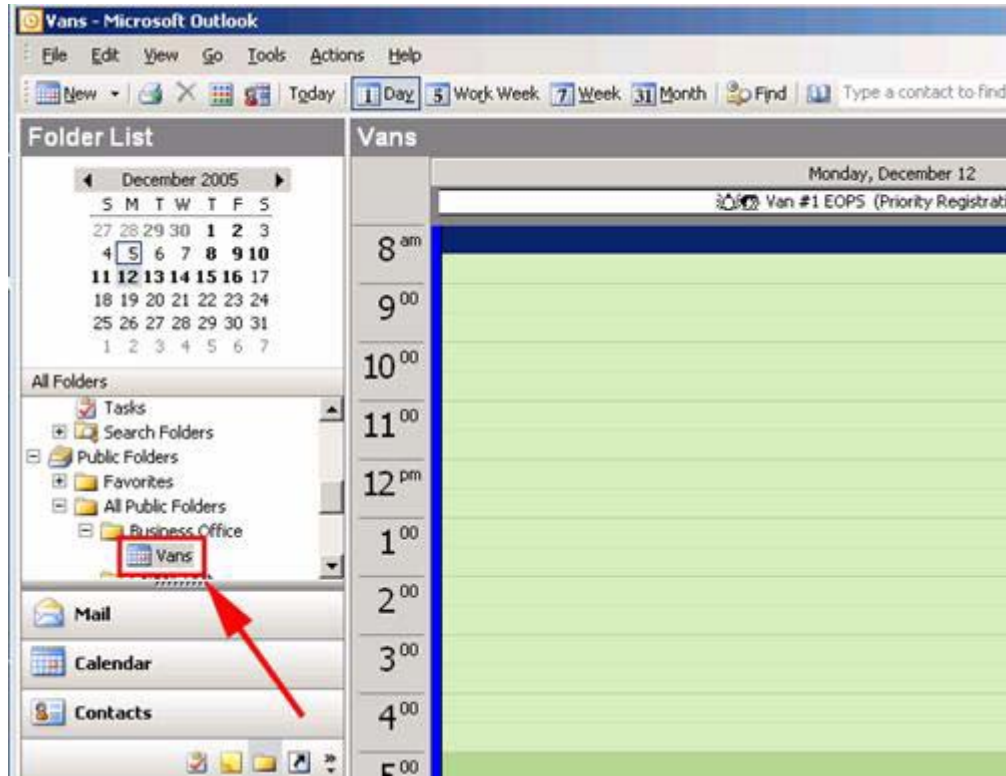 Vans - Microsoft Outlook
File Edit View Go Tools Actions Help
New Today 1 Day 5 Work Week 7 Week 31 Month Find Type a contact to find
Folder List
December 2005
S M T W T F S
27 28 29 30 1 2 3
4 5 6 7 8 9 10
11 12 13 14 15 16 17
18 19 20 21 22 23 24
25 26 27 28 29 30 31
1 2 3 4 5 6 7
All Folders
Tasks
Search Folders
Public Folders
Favorites
All Public Folders
Business Office
Vans
Mail
Calendar
Contacts
Vans
Monday, December 12
Van #1 EOPS (Priority Registrati
8 am
9 00
10 00
11 00
12 pm
1 00
2 00
3 00
4 00
5 00